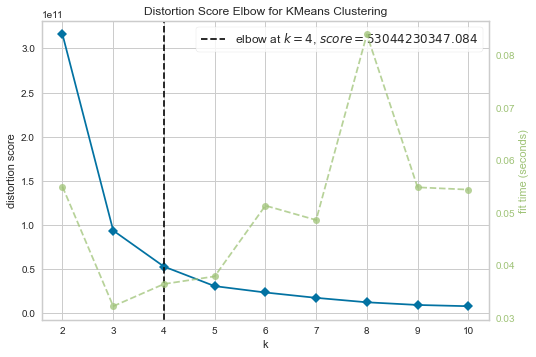 Distortion Score Elbow for KMeans Clustering
1e11
elbow at k = 4, score = 53044230347.084
3.0
2.5
2.0
1.5
1.0
0.5
0.0
distortion score
0.08
0.07
0.06
0.05
0.04
0.03
fit time (seconds)
2 3 4 5 6 7 8 9 10
k